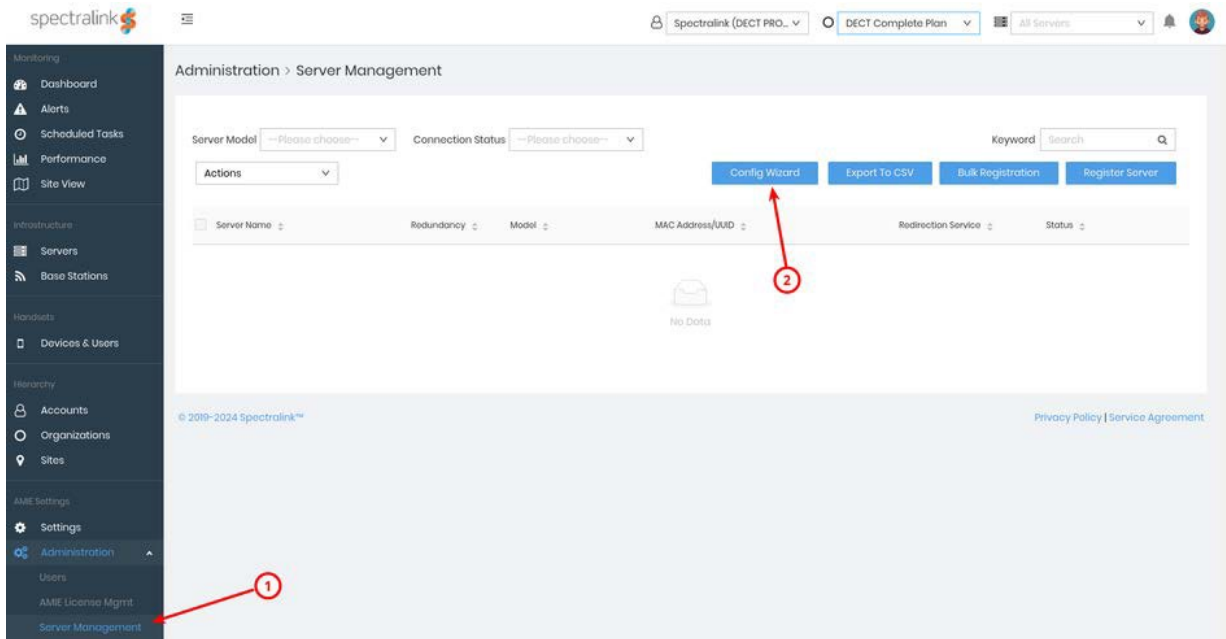 spectralink
Spectralink (DECT PRO...
DECT Complete Plan
All Servers
Monitoring
Dashboard
Alerts
Scheduled Tasks
Performance
Site View
Infrastructure
Servers
Base Stations
Handsets
Devices & Users
Hierarchy
Accounts
Organizations
Sites
AMIE Settings
Settings
Administration
Users
AMIE License Mgmt
Server Management
1
Administration > Server Management
Server Model --Please choose-- Connection Status --Please choose-- Keyword Search
Actions Config Wizard Export To CSV Bulk Registration Register Server
Server Name Redundancy Model MAC Address/UUID Redirection Service Status
2
No Data
© 2019-2024 Spectralink™ Privacy Policy | Service Agreement